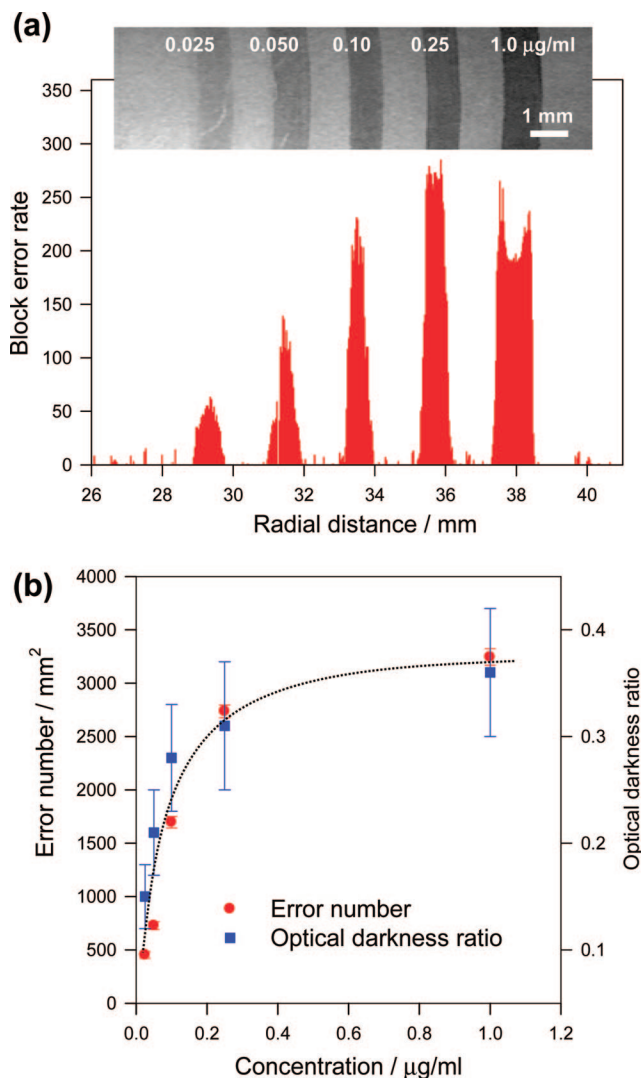 (a)
0.025 0.050 0.10 0.25 1.0 μg/ml
1 mm
350
300
250
200
150
100
50
0
Block error rate
26 28 30 32 34 36 38 40
Radial distance / mm
(b)
4000
3500
3000
2500
2000
1500
1000
500
0
Error number / mm²
0.4
0.3
0.2
0.1
Optical darkness ratio
Error number
Optical darkness ratio
0.0 0.2 0.4 0.6 0.8 1.0 1.2
Concentration / μg/ml